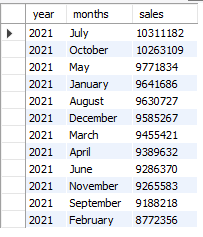 year months sales
2021 July 10311182
2021 October 10263109
2021 May 9771834
2021 January 9641686
2021 August 9630727
2021 December 9585267
2021 March 9455421
2021 April 9389632
2021 June 9286370
2021 November 9265583
2021 September 9188218
2021 February 8772356